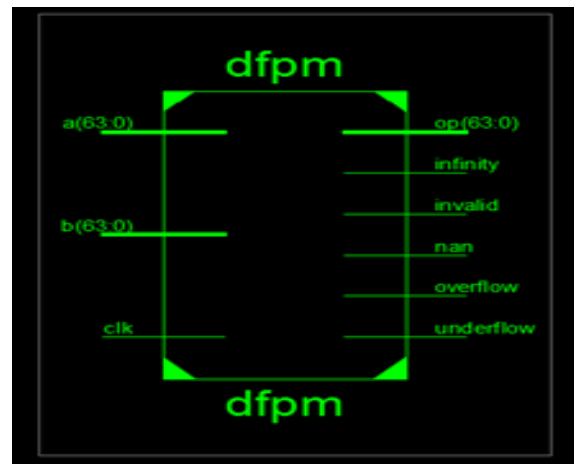 dfpm
a(63:0)
op(63:0)
infinity
invalid
b(63:0)
nan
overflow
clk
underflow
dfpm